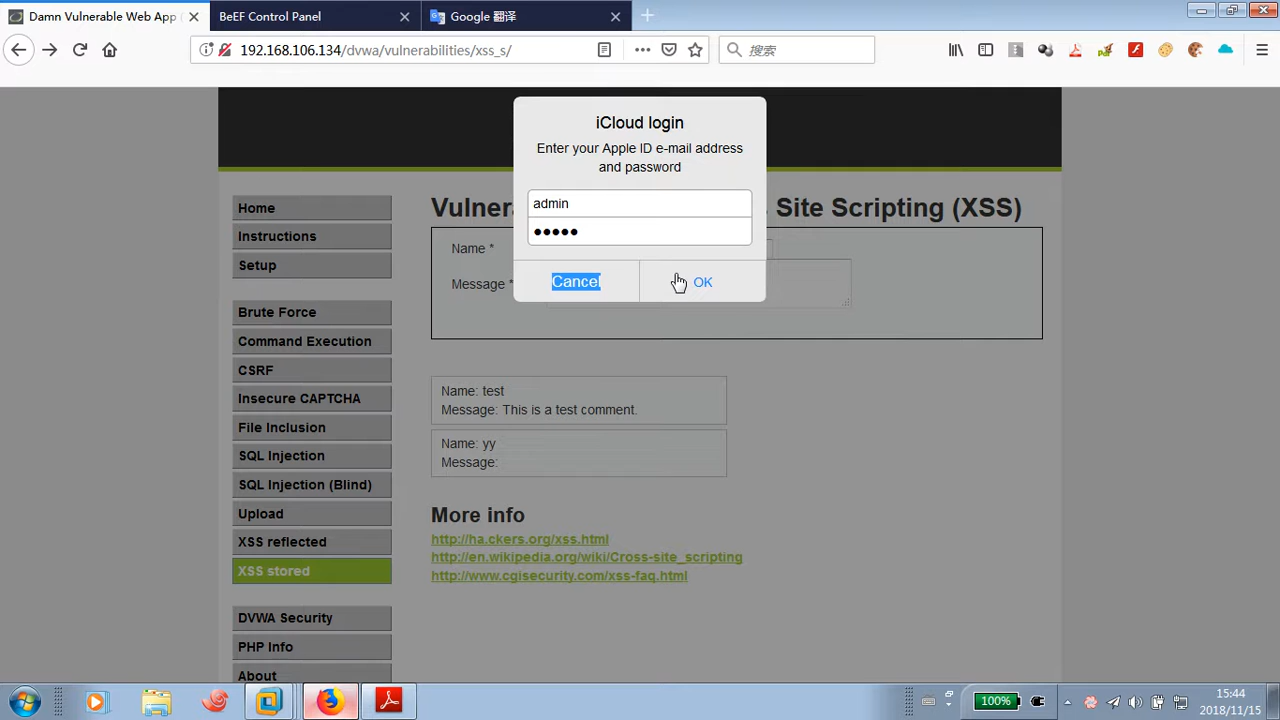 Damn Vulnerable Web App (
BeEF Control Panel
Google 翻译
192.168.106.134/dvwa/vulnerabilities/xss_s/
搜索
iCloud login
Enter your Apple ID e-mail address
and password
admin
●●●●●
Cancel
OK
Vulner
Site Scripting (XSS)
Name *
Message *
Home
Instructions
Setup
Brute Force
Command Execution
CSRF
Insecure CAPTCHA
File Inclusion
SQL Injection
SQL Injection (Blind)
Upload
XSS reflected
XSS stored
DVWA Security
PHP Info
About
Name: test
Message: This is a test comment.
Name: yy
Message:
More info
http://ha.ckers.org/xss.html
http://en.wikipedia.org/wiki/Cross-site_scripting
http://www.cgisecurity.com/xss-faq.html
100%
15:44
2018/11/15